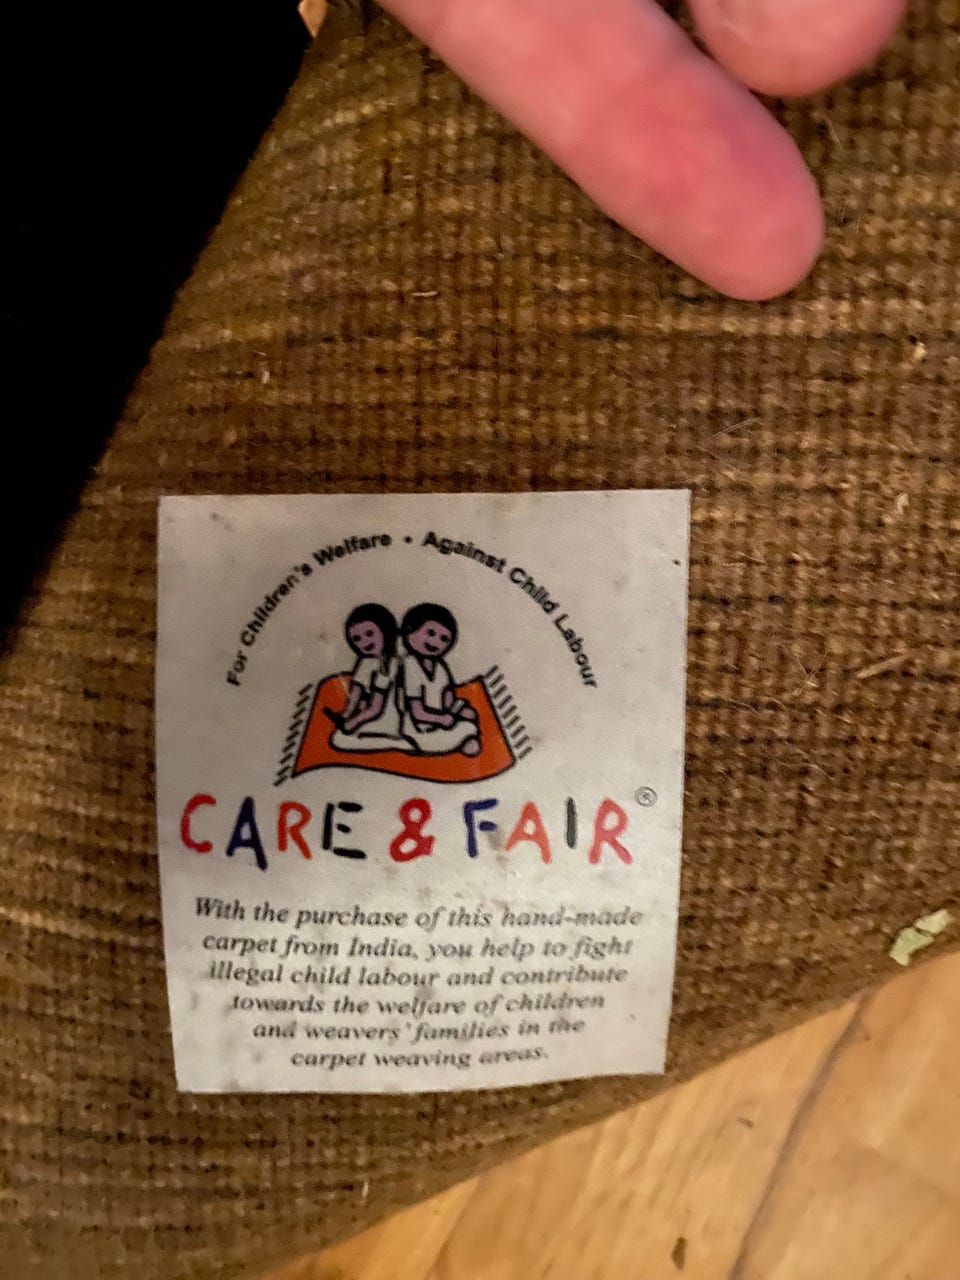 For Children's Welfare • Against Child Labour
CARE & FAIR®
With the purchase of this hand-made
carpet from India, you help to fight
illegal child labour and contribute
towards the welfare of children
and weavers' families in the
carpet weaving areas.